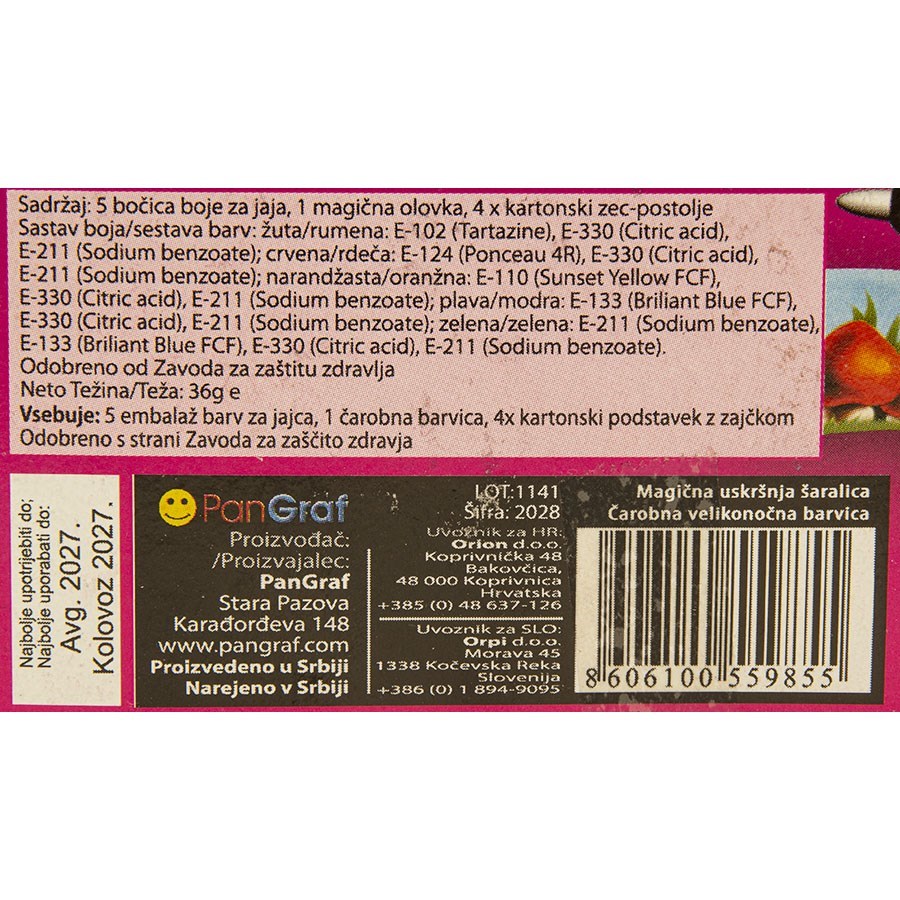 Sadržaj: 5 bočica boje za jaja, 1 magična olovka, 4 x kartonski zec-postolje
Sastav boja/sestava barv: žuta/rumena: E-102 (Tartazine), E-330 (Citric acid),
E-211 (Sodium benzoate); crvena/rdeča: E-124 (Ponceau 4R), E-330 (Citric acid),
E-211 (Sodium benzoate); narandžasta/oranžna: E-110 (Sunset Yellow FCF),
E-330 (Citric acid), E-211 (Sodium benzoate); plava/modra: E-133 (Briliant Blue FCF),
E-330 (Citric acid), E-211 (Sodium benzoate); zelena/zelena: E-211 (Sodium benzoate),
E-133 (Briliant Blue FCF), E-330 (Citric acid), E-211 (Sodium benzoate).
Odobreno od Zavoda za zaštitu zdravlja
Neto Težina/Teža: 36g e
Vsebuje: 5 embalaž barv za jajca, 1 čarobna barvica, 4x kartonski podstavek z zajčkom
Odobreno s strani Zavoda za zaščito zdravja
Najbolje upotrijebiti do;
Najbolje uporabati do:
Avg. 2027.
Kolovoz 2027.
PanGraf
Proizvođač:
/Proizvajalec:
PanGraf
Stara Pazova
Karađorđeva 148
www.pangraf.com
Proizvedeno u Srbiji
Narejeno v Srbiji
LOT:1141
Šifra: 2028
Uvoznik za HR:
Orion d.o.o.
Koprivnička 48
Bakovčica,
48 000 Koprivnica
Hrvatska
+385 (0) 48 637-126
Uvoznik za SLO:
Orpi d.o.o.
Morava 45
1338 Kočevska Reka
Slovenija
+386 (0) 1 894-9095
Magična uskršnja šaralica
Čarobna velikonočna barvica
8 606100 559855